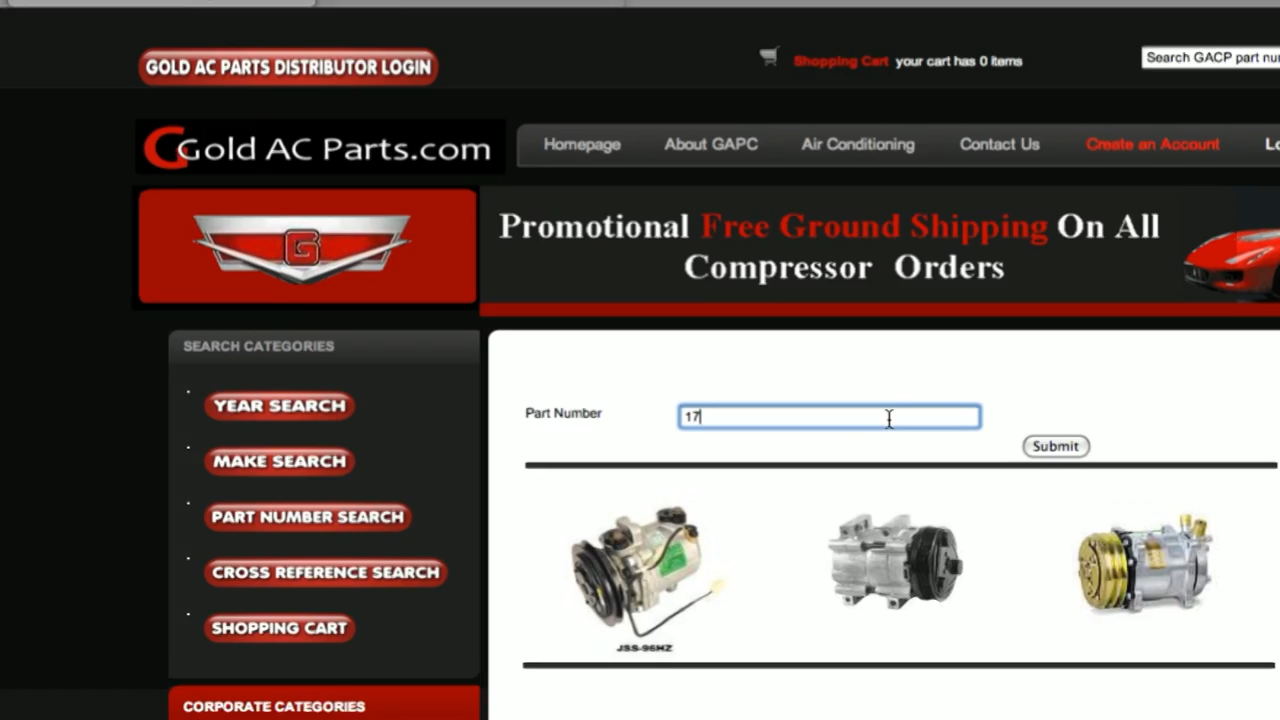 GOLD AC PARTS DISTRIBUTOR LOGIN
Shopping Cart your cart has 0 items
Search GACP part nu
Gold AC Parts.com
Homepage
About GAPC
Air Conditioning
Contact Us
Create an Account
Lo
G
Promotional Free Ground Shipping On All
Compressor Orders
SEARCH CATEGORIES
YEAR SEARCH
MAKE SEARCH
PART NUMBER SEARCH
CROSS REFERENCE SEARCH
SHOPPING CART
CORPORATE CATEGORIES
Part Number
17
Submit
JSS-96MZ